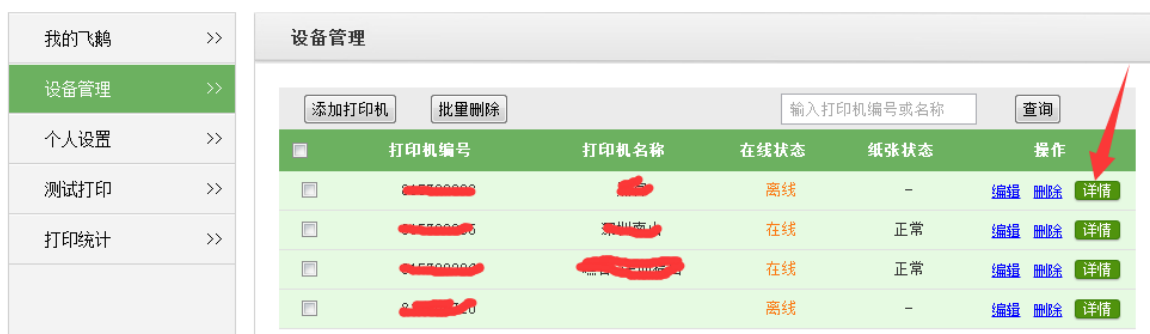 我的飞鹅 >>
设备管理 >>
个人设置 >>
测试打印 >>
打印统计 >>
设备管理
添加打印机 批量删除 输入打印机编号或名称 查询
打印机编号 打印机名称 在线状态 纸张状态 操作
离线 - 编辑 删除 详情
在线 正常 编辑 删除 详情
在线 正常 编辑 删除 详情
离线 - 编辑 删除 详情